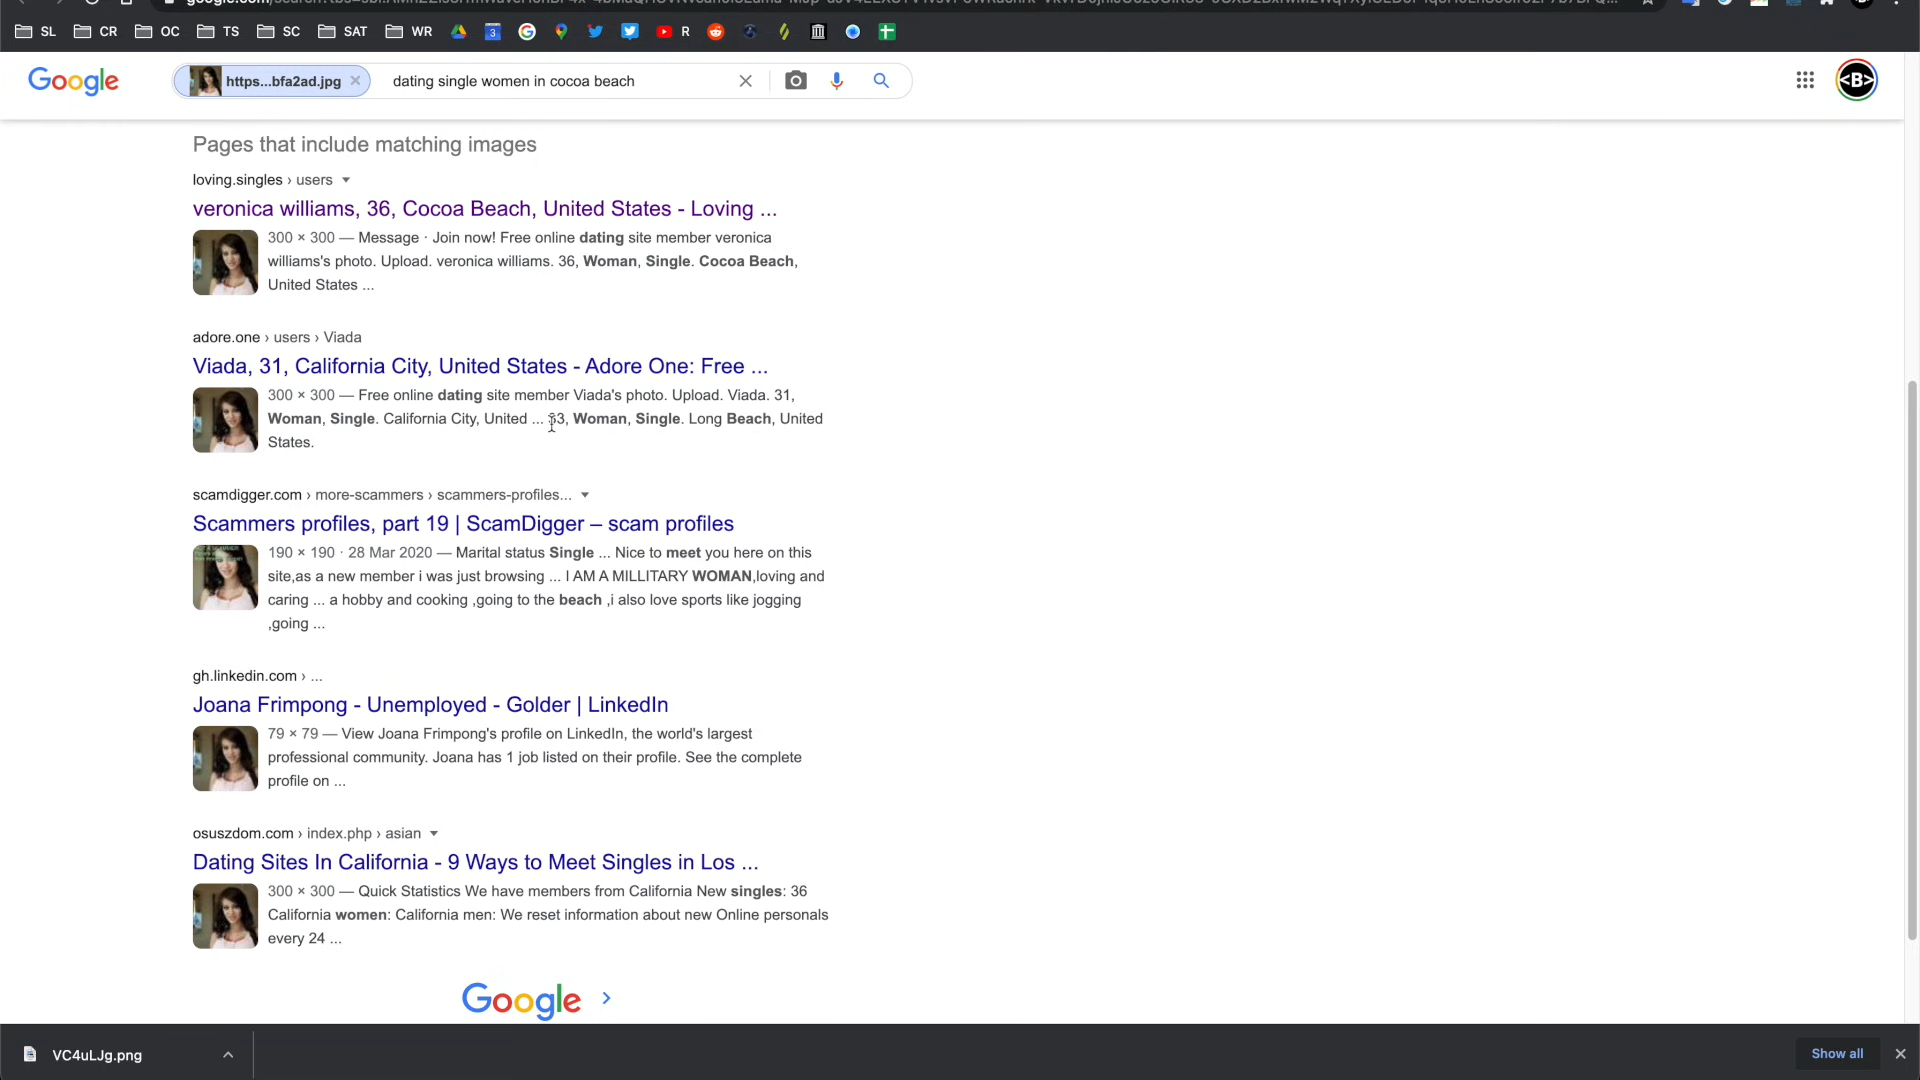 SL CR OC TS SC SAT WR R
Google https...bfa2ad.jpg dating single women in cocoa beach <B>
Pages that include matching images
loving.singles › users
veronica williams, 36, Cocoa Beach, United States - Loving ...
300 × 300 — Message · Join now! Free online dating site member veronica
williams's photo. Upload. veronica williams. 36, Woman, Single. Cocoa Beach,
United States ...
adore.one › users › Viada
Viada, 31, California City, United States - Adore One: Free ...
300 × 300 — Free online dating site member Viada's photo. Upload. Viada. 31,
Woman, Single. California City, United ... 53, Woman, Single. Long Beach, United
States.
scamdigger.com › more-scammers › scammers-profiles...
Scammers profiles, part 19 | ScamDigger – scam profiles
190 × 190 · 28 Mar 2020 — Marital status Single ... Nice to meet you here on this
site,as a new member i was just browsing ... I AM A MILLITARY WOMAN,loving and
caring ... a hobby and cooking ,going to the beach ,i also love sports like jogging
,going ...
gh.linkedin.com › ...
Joana Frimpong - Unemployed - Golder | LinkedIn
79 × 79 — View Joana Frimpong's profile on LinkedIn, the world's largest
professional community. Joana has 1 job listed on their profile. See the complete
profile on ...
osuszdom.com › index.php › asian
Dating Sites In California - 9 Ways to Meet Singles in Los ...
300 × 300 — Quick Statistics We have members from California New singles: 36
California women: California men: We reset information about new Online personals
every 24 ...
Google
VC4uLJg.png Show all